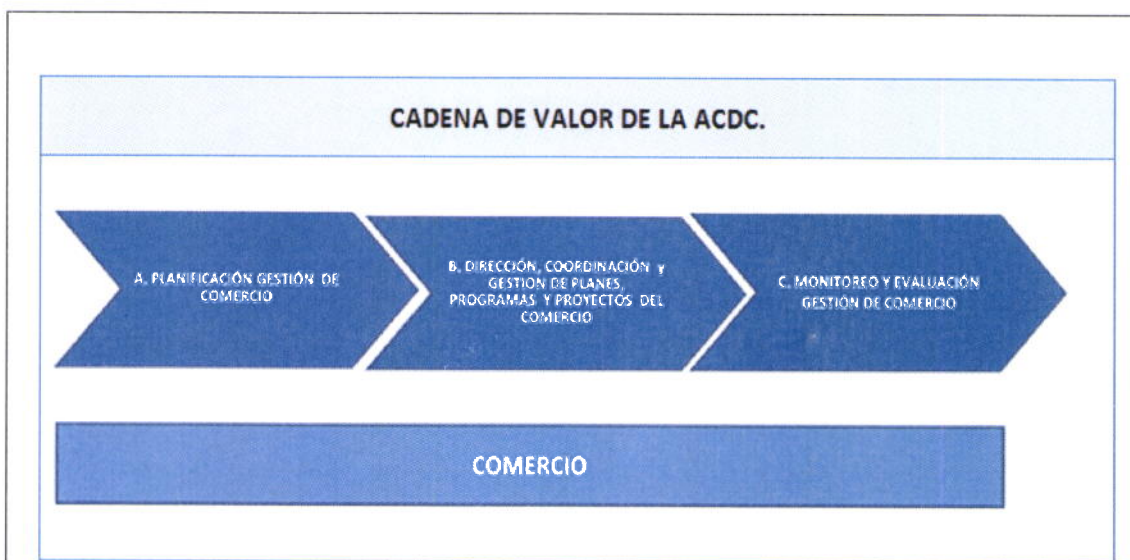 CADENA DE VALOR DE LA ACDC.
A. PLANIFICACIÓN GESTIÓN DE
COMERCIO
B. DIRECCIÓN, COORDINACIÓN y
GESTION DE PLANES,
PROGRAMAS Y PROYECTOS DEL
COMERCIO
C. MONITOREO Y EVALUACIÓN
GESTIÓN DE COMERCIO
COMERCIO